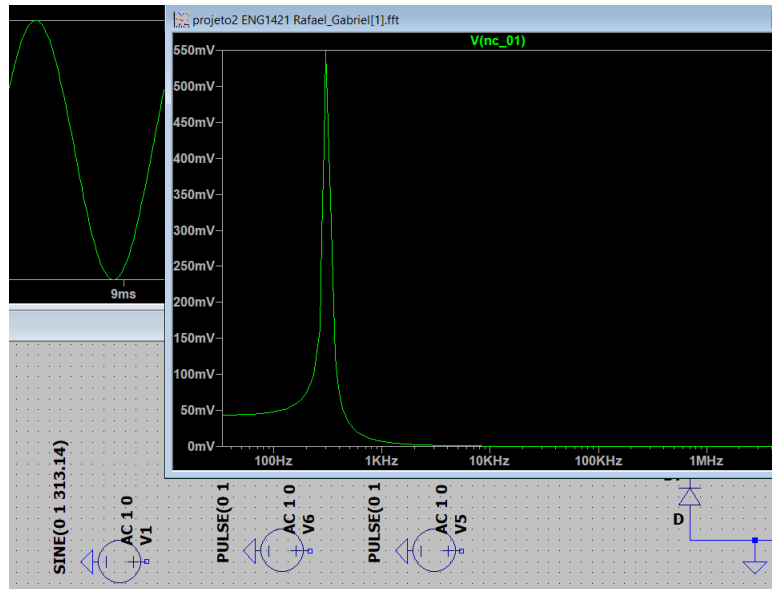 projeto2 ENG1421 Rafael_Gabriel[1].fft
V(nc_01)
550mV
500mV
450mV
400mV
350mV
300mV
250mV
200mV
150mV
100mV
50mV
0mV
100Hz 1KHz 10KHz 100KHz 1MHz
9ms
SINE(0 1 313.14)
AC 1 0
V1
PULSE(0 1
AC 1 0
V6
PULSE(0 1
AC 1 0
V5
D